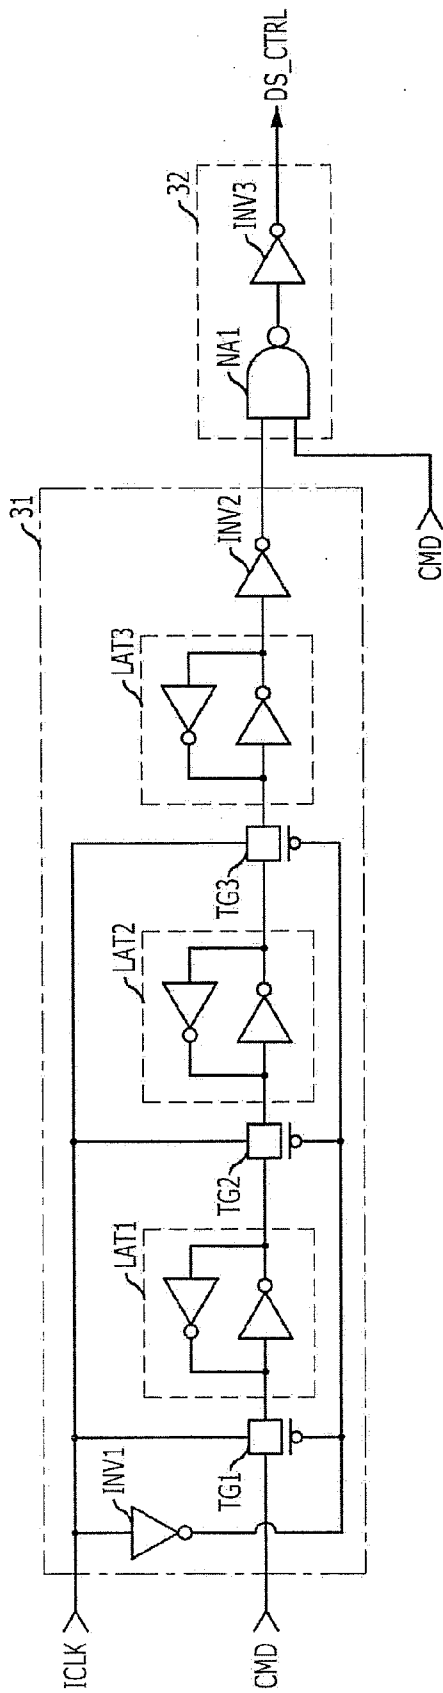 ICLK
CMD
31
INV1
TG1
LAT1
TG2
LAT2
TG3
LAT3
INV2
CMD
32
NA1
INV3
DS_CTRL